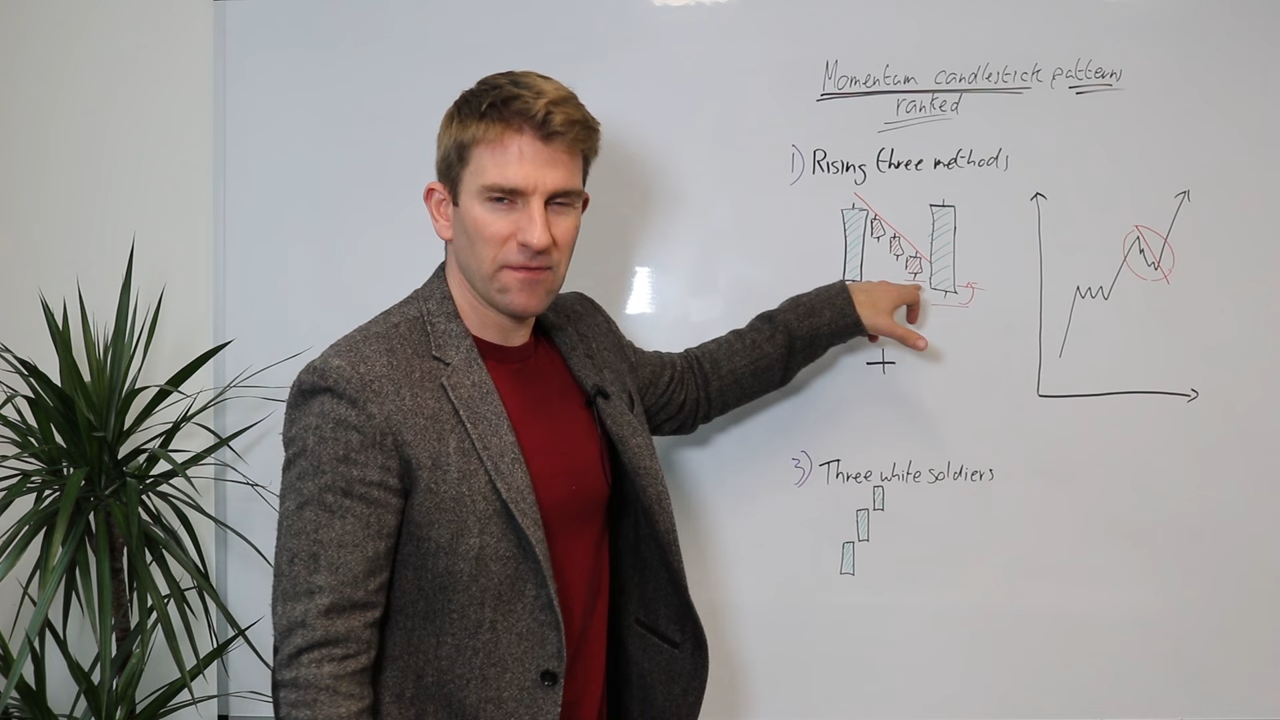 Momentum candlestick patterns
ranked
1) Rising three methods
+
3) Three white soldiers